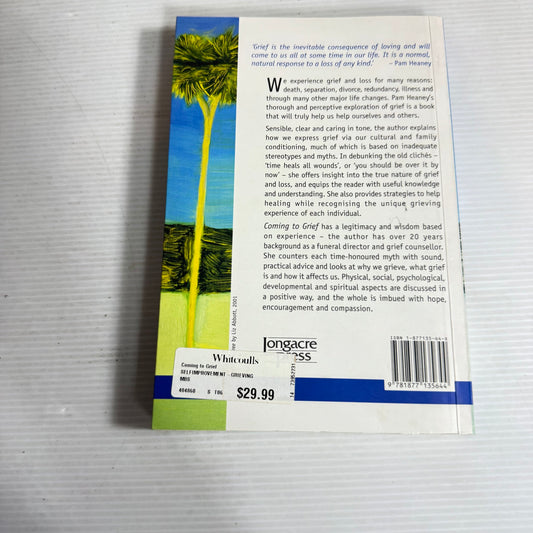 'Grief is the inevitable consequence of loving and will
come to us all at some time in our life. It is a normal,
natural response to a loss of any kind.' – Pam Heaney
We experience grief and loss for many reasons:
death, separation, divorce, redundancy, illness and
through many other major life changes. Pam Heaney's
thorough and perceptive exploration of grief is a book
that will truly help us help ourselves and others.
Sensible, clear and caring in tone, the author explains
how we express grief via our cultural and family
conditioning, much of which is based on inadequate
stereotypes and myths. In debunking the old clichés –
'time heals all wounds', or 'you should be over it by
now' – she offers insight into the true nature of grief
and loss, and equips the reader with useful knowledge
and understanding. She also provides strategies to help
healing while recognising the unique grieving
experience of each individual.
Coming to Grief has a legitimacy and wisdom based
on experience – the author has over 20 years
background as a funeral director and grief counsellor.
She counters each time-honoured myth with sound,
practical advice and looks at why we grieve, what grief
is and how it affects us. Physical, social, psychological,
developmental and spiritual aspects are discussed in
a positive way, and the whole is imbued with hope,
encouragement and compassion.
by Liz Abbott, 2001
longacre
press
ISBN 1-877135-64-
9 781877 135644
Whitcoulls
Coming to Grief
SELFIMPROVEMENT - GRIEVING
MBS
$29.99